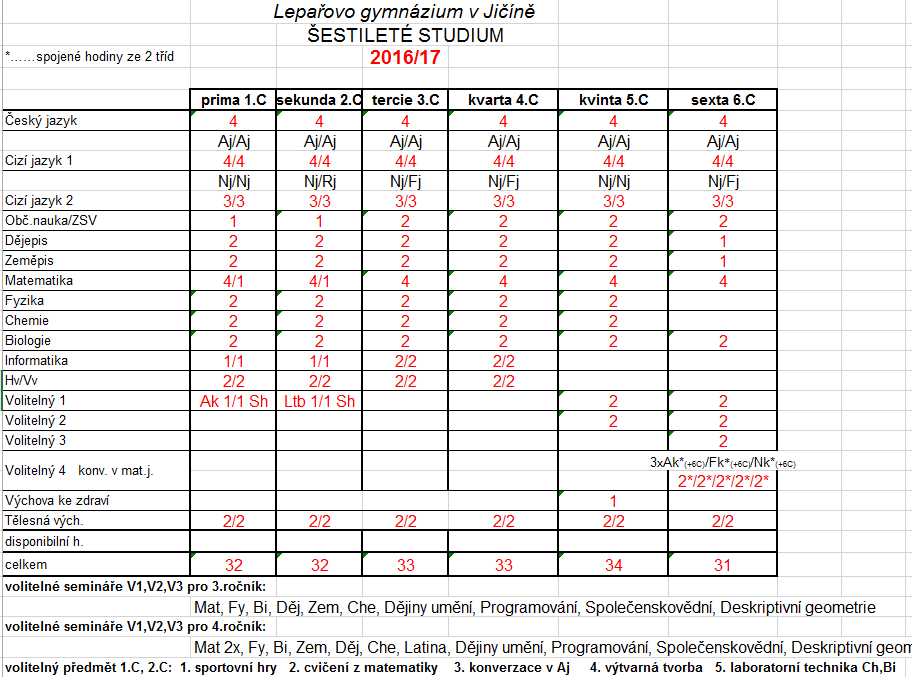 Lepařovo gymnázium v Jičíně
ŠESTILETÉ STUDIUM
*……spojené hodiny ze 2 tříd 2016/17
prima 1.C sekunda 2.C tercie 3.C kvarta 4.C kvinta 5.C sexta 6.C
Český jazyk 4 4 4 4 4 4
Aj/Aj Aj/Aj Aj/Aj Aj/Aj Aj/Aj Aj/Aj
Cizí jazyk 1 4/4 4/4 4/4 4/4 4/4 4/4
Nj/Nj Nj/Rj Nj/Fj Nj/Fj Nj/Nj Nj/Fj
Cizí jazyk 2 3/3 3/3 3/3 3/3 3/3 3/3
Obč.nauka/ZSV 1 1 2 2 2 2
Dějepis 2 2 2 2 2 1
Zeměpis 2 2 2 2 2 1
Matematika 4/1 4/1 4 4 4 4
Fyzika 2 2 2 2 2
Chemie 2 2 2 2 2
Biologie 2 2 2 2 2 2
Informatika 1/1 1/1 2/2 2/2
Hv/Vv 2/2 2/2 2/2 2/2
Volitelný 1 Ak 1/1 Sh Ltb 1/1 Sh 2 2
Volitelný 2 2 2
Volitelný 3 2
3xAk*(+6C)/Fk*(+6C)/Nk*(+6C)
Volitelný 4 konv. v mat.j. 2*/2*/2*/2*/2*
Výchova ke zdraví 1
Tělesná vých. 2/2 2/2 2/2 2/2 2/2 2/2
disponibilní h.
celkem 32 32 33 33 34 31
volitelné semináře V1,V2,V3 pro 3.ročník:
Mat, Fy, Bi, Děj, Zem, Che, Dějiny umění, Programování, Společenskovědní, Deskriptivní geometrie
volitelné semináře V1,V2,V3 pro 4.ročník:
Mat 2x, Fy, Bi, Zem, Děj, Che, Latina, Dějiny umění, Programování, Společenskovědní, Deskriptivní geom
volitelný předmět 1.C, 2.C: 1. sportovní hry 2. cvičení z matematiky 3. konverzace v Aj 4. výtvarná tvorba 5. laboratorní technika Ch,Bi